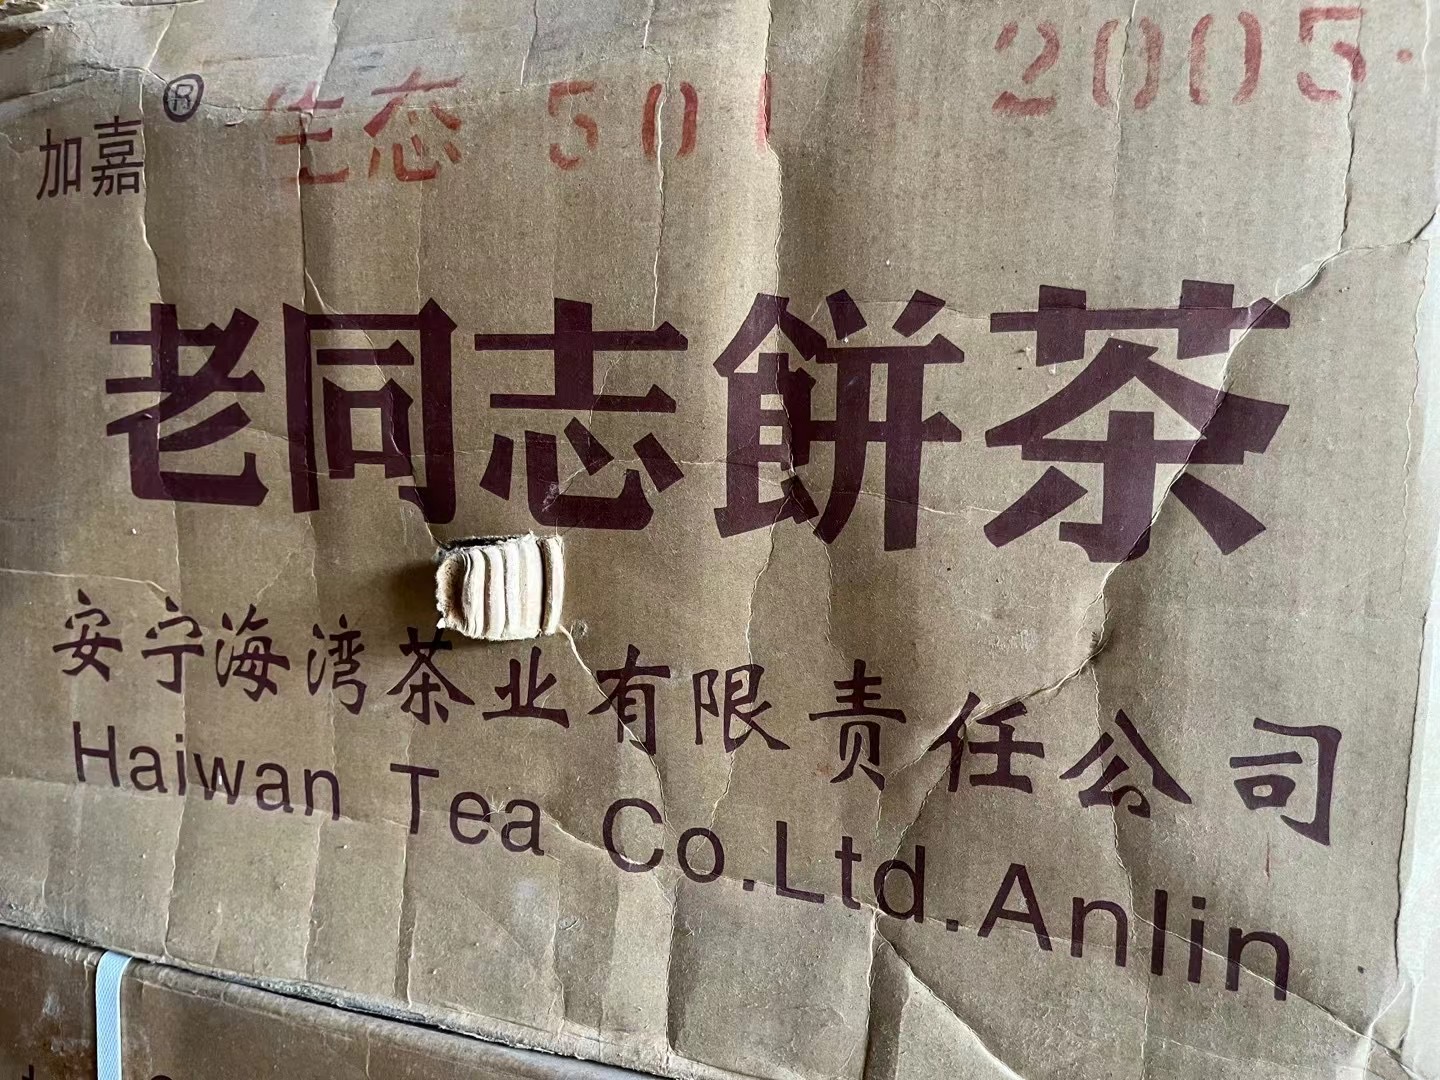 加嘉® 生态 501 2005.
老同志餅茶
安宁海湾茶业有限责任公司
Haiwan Tea Co.Ltd.Anlin